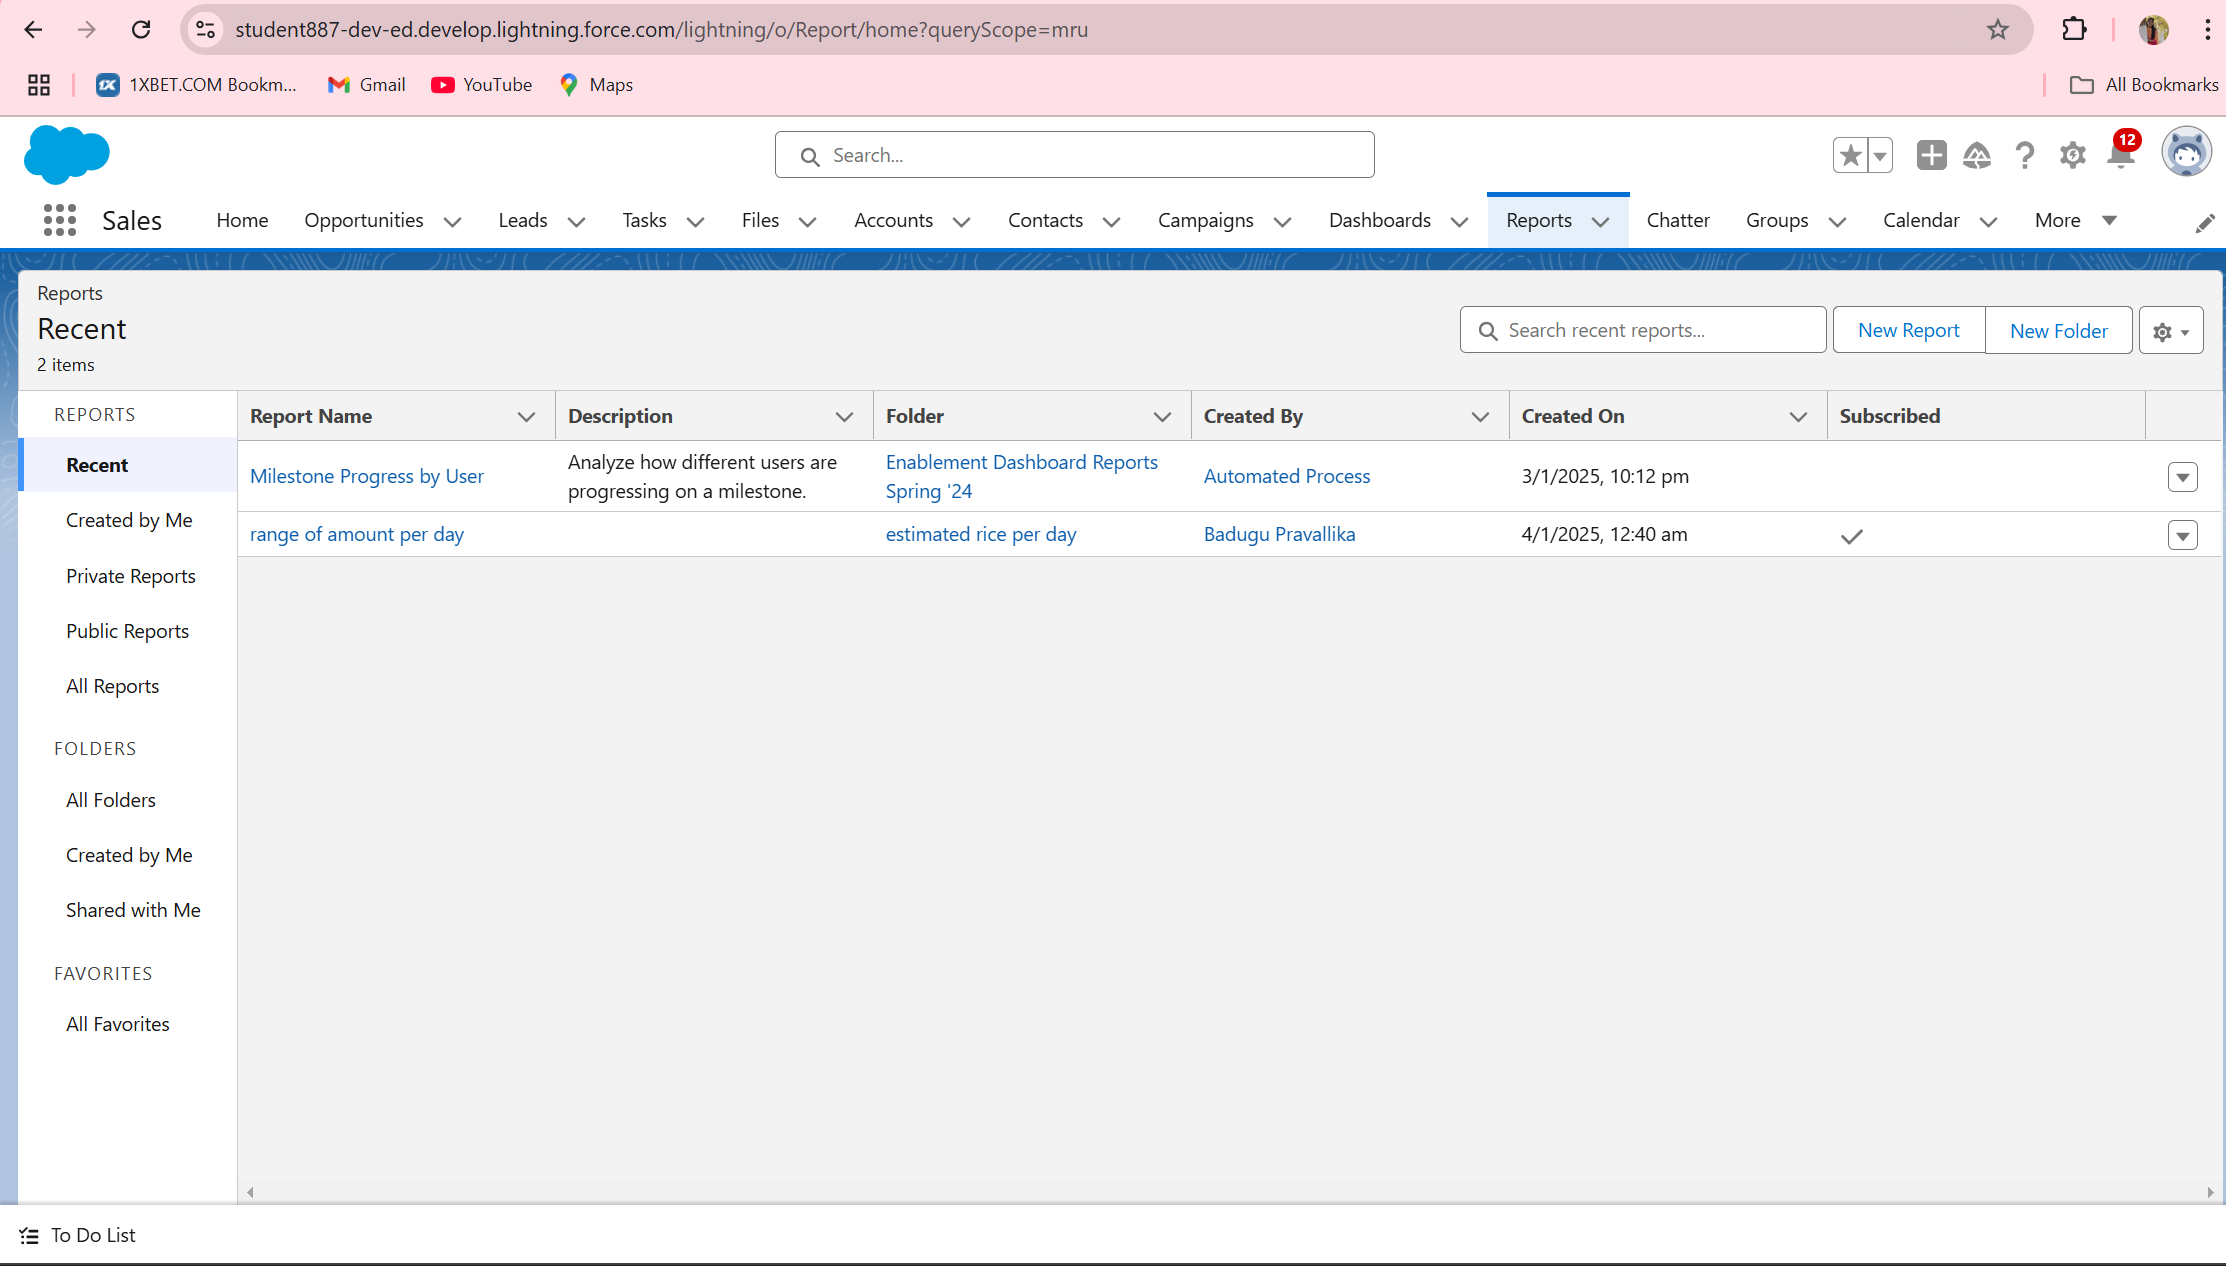 student887-dev-ed.develop.lightning.force.com/lightning/o/Report/home?queryScope=mru
1XBET.COM Bookm... Gmail YouTube Maps All Bookmarks
Search... 12
Sales Home Opportunities Leads Tasks Files Accounts Contacts Campaigns Dashboards Reports Chatter Groups Calendar More
Reports
Recent
2 items
Search recent reports... New Report New Folder
REPORTS
Recent
Created by Me
Private Reports
Public Reports
All Reports
FOLDERS
All Folders
Created by Me
Shared with Me
FAVORITES
All Favorites
Report Name Description Folder Created By Created On Subscribed
Milestone Progress by User Analyze how different users are progressing on a milestone. Enablement Dashboard Reports Spring '24 Automated Process 3/1/2025, 10:12 pm
range of amount per day estimated rice per day Badugu Pravallika 4/1/2025, 12:40 am
To Do List